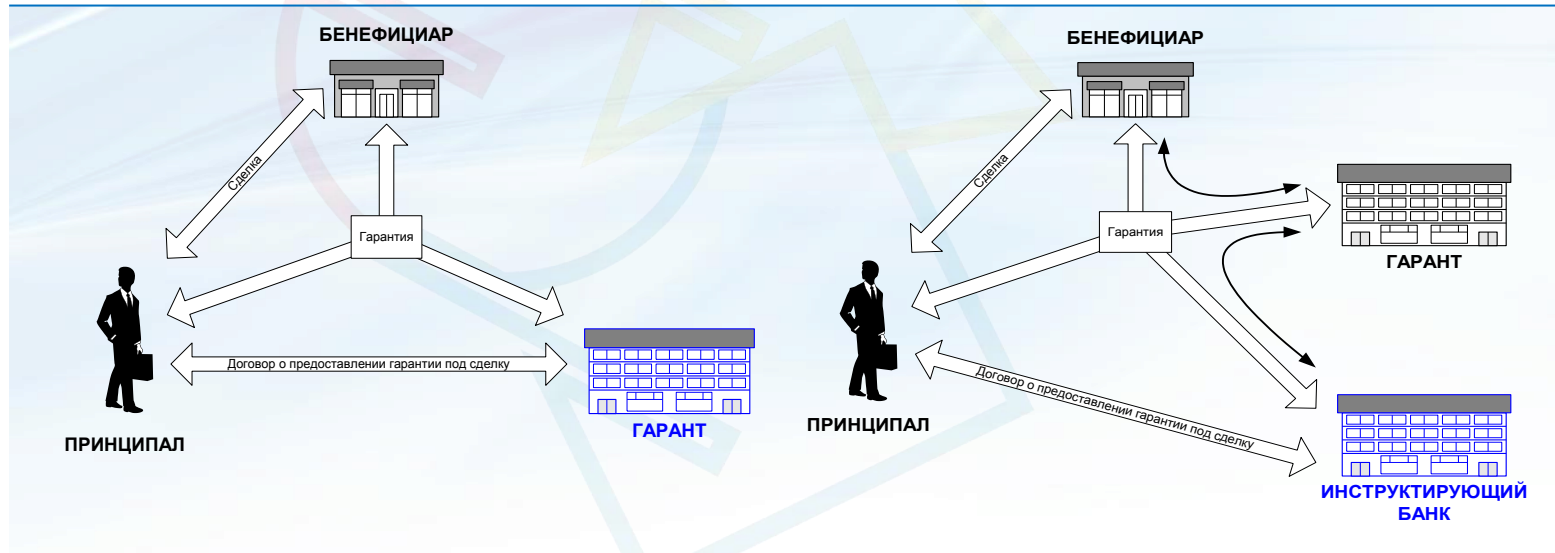 БЕНЕФИЦИАР
Сделка
Гарантия
Договор о предоставлении гарантии под сделку
ПРИНЦИПАЛ
ГАРАНТ
БЕНЕФИЦИАР
Сделка
Гарантия
ГАРАНТ
Договор о предоставлении гарантии под сделку
ПРИНЦИПАЛ
ИНСТРУКТИРУЮЩИЙ
БАНК